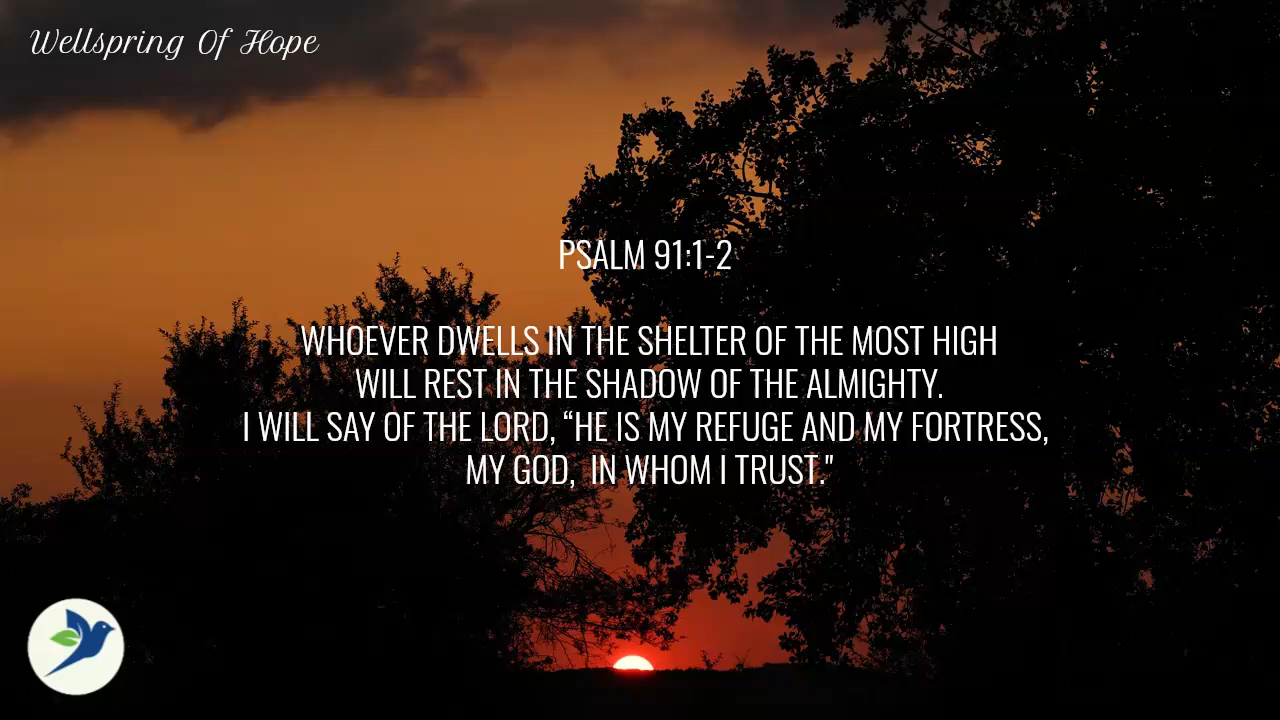 Wellspring Of Hope
PSALM 91:1-2
WHOEVER DWELLS IN THE SHELTER OF THE MOST HIGH
WILL REST IN THE SHADOW OF THE ALMIGHTY.
I WILL SAY OF THE LORD, “HE IS MY REFUGE AND MY FORTRESS,
MY GOD,  IN WHOM I TRUST."